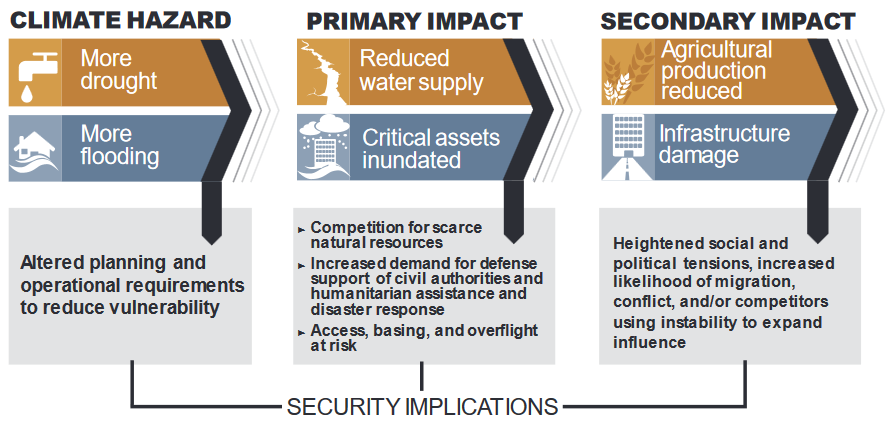 CLIMATE HAZARD
More
drought
More
flooding
Altered planning and
operational requirements
to reduce vulnerability
PRIMARY IMPACT
Reduced
water supply
Critical assets
inundated
Competition for scarce
natural resources
Increased demand for defense
support of civil authorities and
humanitarian assistance and
disaster response
Access, basing, and overflight
at risk
SECONDARY IMPACT
Agricultural
production
reduced
Infrastructure
damage
Heightened social and
political tensions, increased
likelihood of migration,
conflict, and/or competitors
using instability to expand
influence
SECURITY IMPLICATIONS